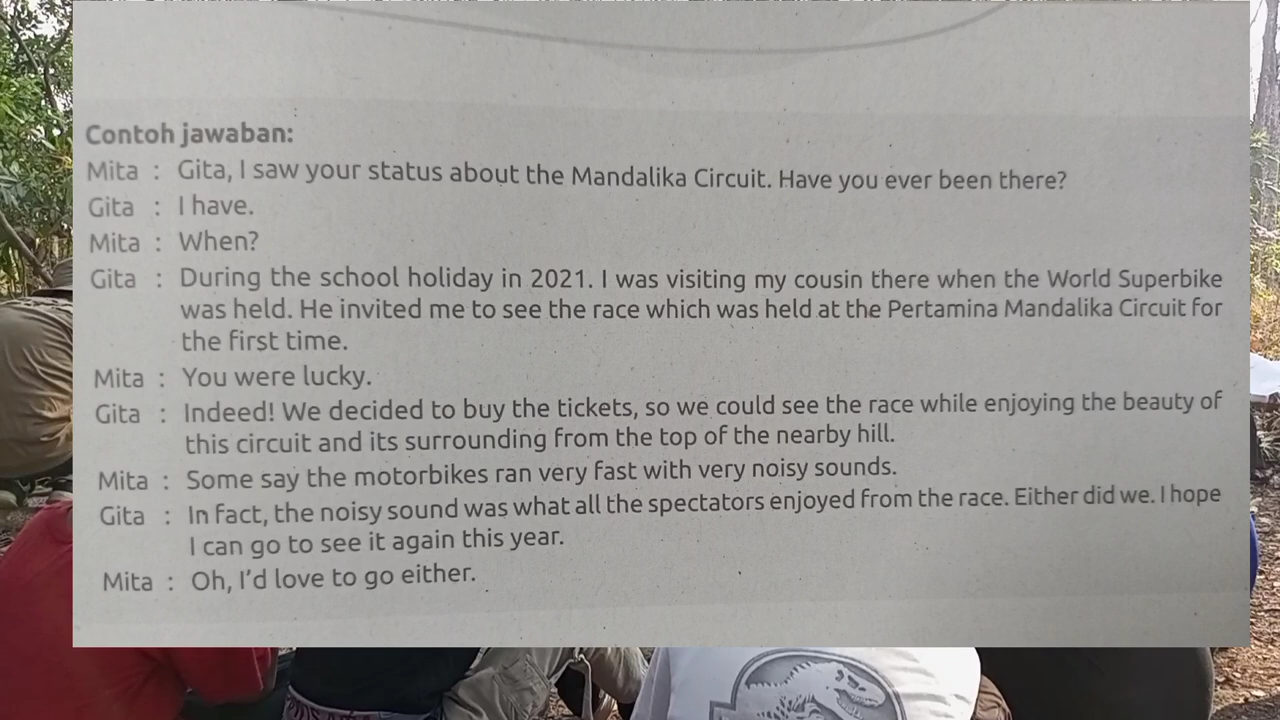 Contoh jawaban:
Mita : Gita, I saw your status about the Mandalika Circuit. Have you ever been there?
Gita : I have.
Mita : When?
Gita : During the school holiday in 2021. I was visiting my cousin there when the World Superbike
was held. He invited me to see the race which was held at the Pertamina Mandalika Circuit for
the first time.
Mita : You were lucky.
Gita : Indeed! We decided to buy the tickets, so we could see the race while enjoying the beauty of
this circuit and its surrounding from the top of the nearby hill.
Mita : Some say the motorbikes ran very fast with very noisy sounds.
Gita : In fact, the noisy sound was what all the spectators enjoyed from the race. Either did we. I hope
I can go to see it again this year.
Mita : Oh, I'd love to go either.